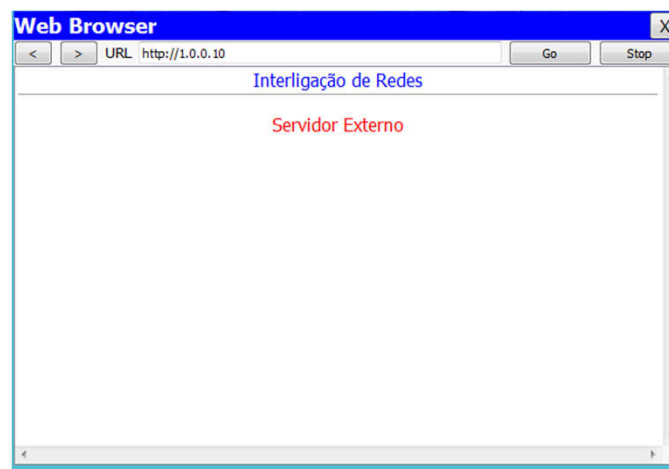 Web Browser X
< > URL http://1.0.0.10 Go Stop
Interligação de Redes
Servidor Externo